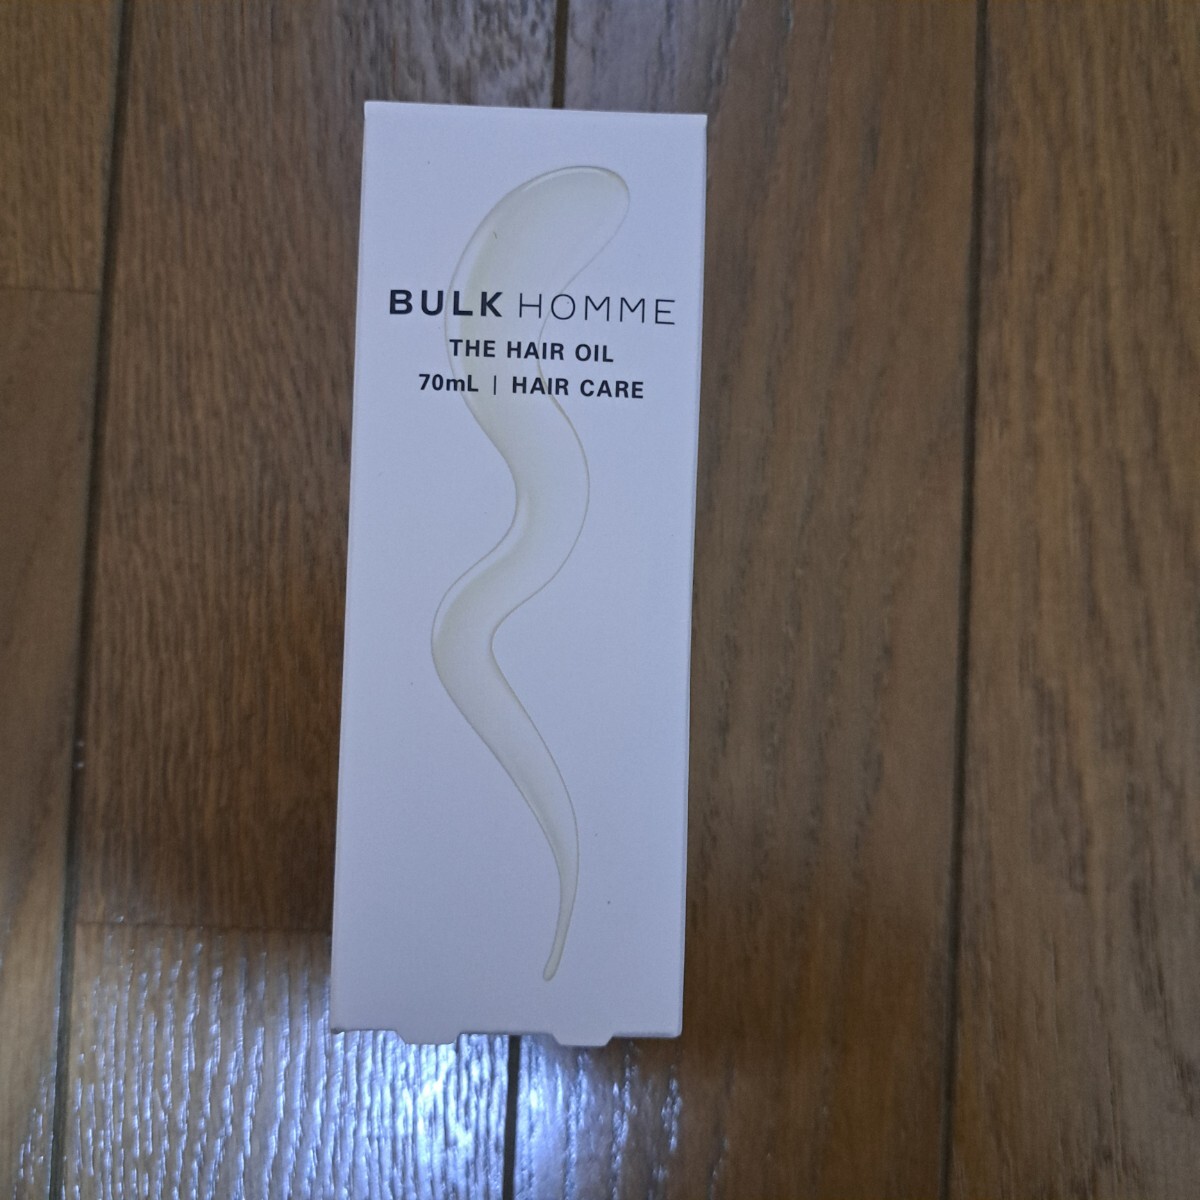 BULK HOMME
THE HAIR OIL
70mL | HAIR CARE